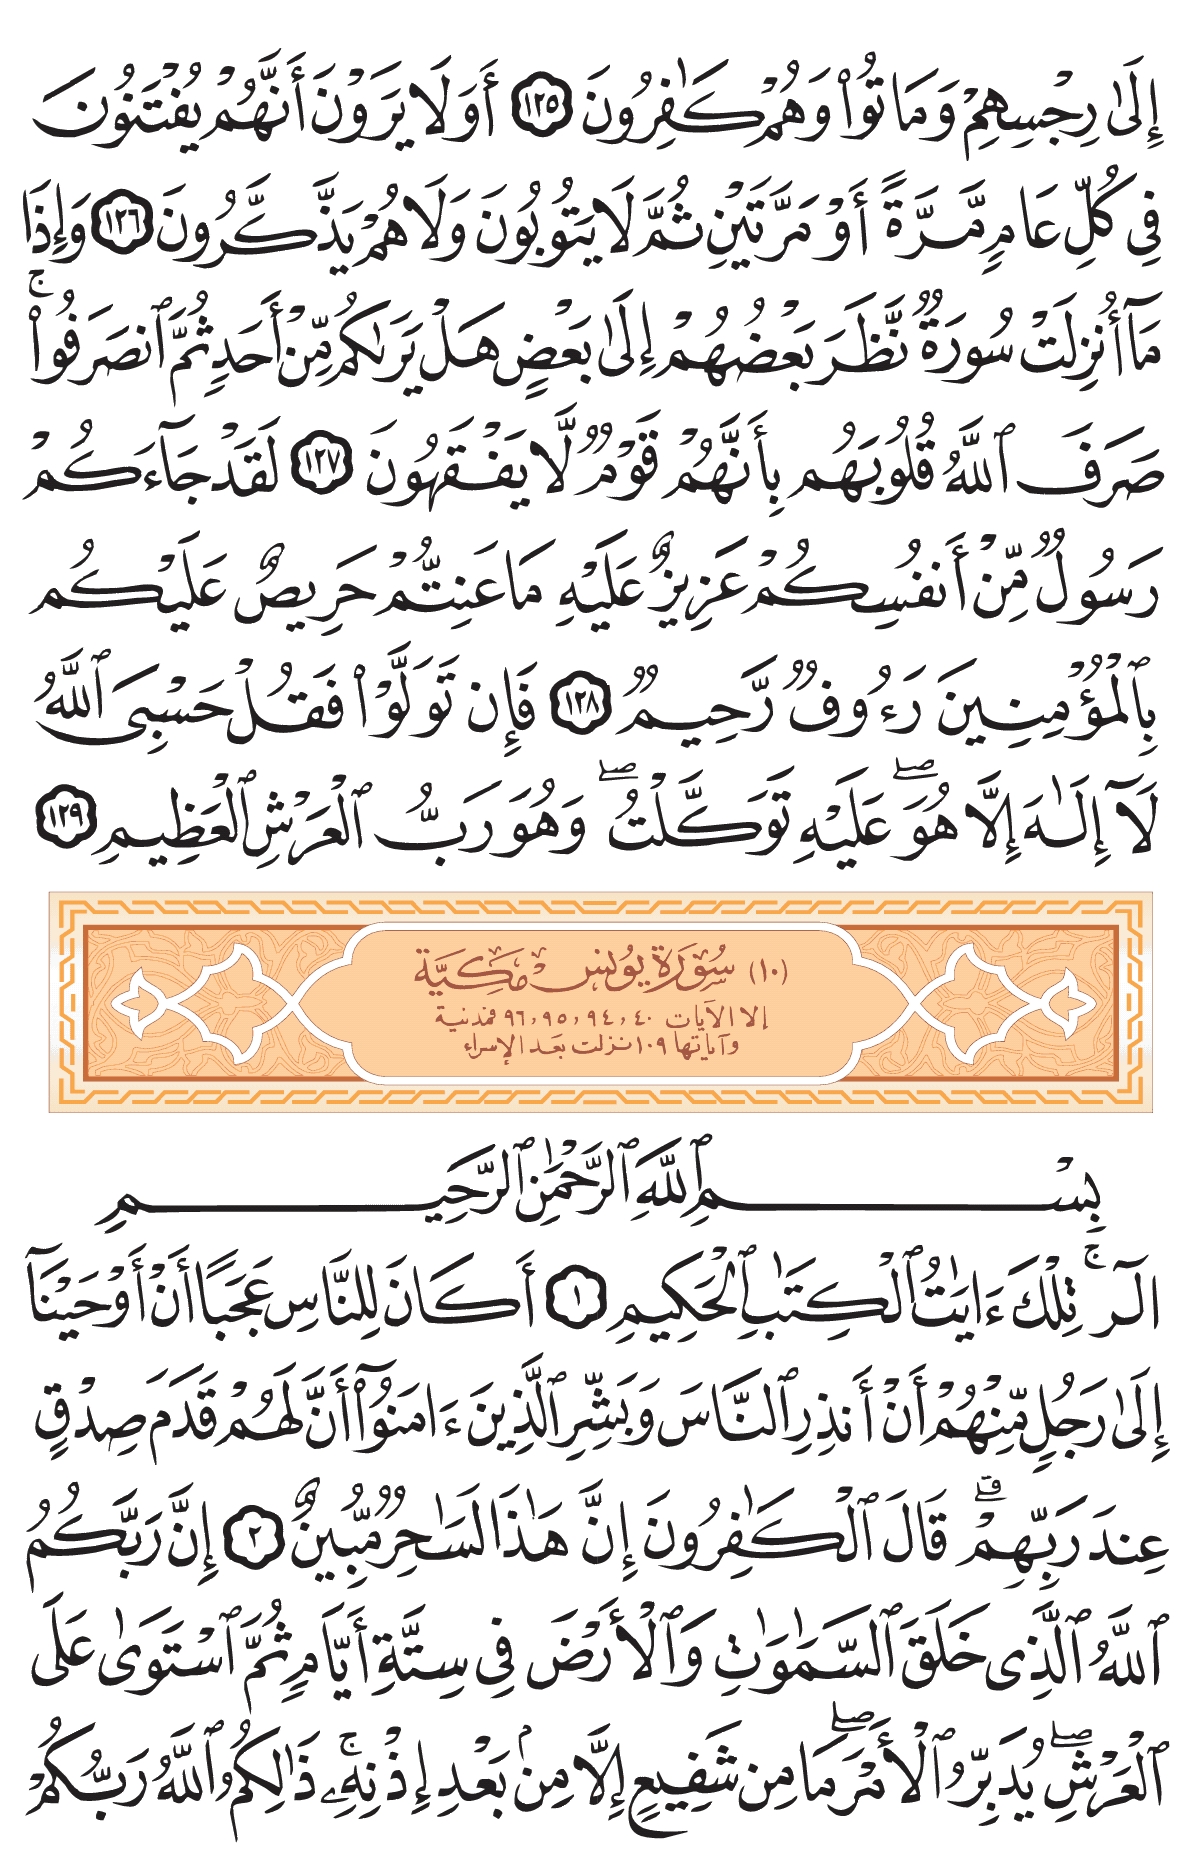 إِلَىٰ رِجْسِهِمْ وَمَاتُوا۟ وَهُمْ كَـٰفِرُونَ ١٢٥ أَوَلَا يَرَوْنَ أَنَّهُمْ يُفْتَنُونَ
فِى كُلِّ عَامٍۢ مَّرَّةً أَوْ مَرَّتَيْنِ ثُمَّ لَا يَتُوبُونَ وَلَا هُمْ يَذَّكَّرُونَ ١٢٦ وَإِذَا
مَآ أُنزِلَتْ سُورَةٌۭ نَّظَرَ بَعْضُهُمْ إِلَىٰ بَعْضٍ هَلْ يَرَىٰكُم مِّنْ أَحَدٍۢ ثُمَّ ٱنصَرَفُوا۟ ۚ
صَرَفَ ٱللَّهُ قُلُوبَهُم بِأَنَّهُمْ قَوْمٌۭ لَّا يَفْقَهُونَ ١٢٧ لَقَدْ جَآءَكُمْ
رَسُولٌۭ مِّنْ أَنفُسِكُمْ عَزِيزٌ عَلَيْهِ مَا عَنِتُّمْ حَرِيصٌ عَلَيْكُم
بِٱلْمُؤْمِنِينَ رَءُوفٌۭ رَّحِيمٌۭ ١٢٨ فَإِن تَوَلَّوْا۟ فَقُلْ حَسْبِىَ ٱللَّهُ
لَآ إِلَـٰهَ إِلَّا هُوَ ۖ عَلَيْهِ تَوَكَّلْتُ ۖ وَهُوَ رَبُّ ٱلْعَرْشِ ٱلْعَظِيمِ ١٢٩
(١٠) سُورَة يُونس مَكيَّة
إلا الآيات ٤٠ , ٩٤ , ٩٥ , ٩٦ فمدنية
وآياتها ١٠٩ نزلت بعد الإسراء
بِسْمِ ٱللَّهِ ٱلرَّحْمَـٰنِ ٱلرَّحِيمِ
الٓر ۚ تِلْكَ ءَايَـٰتُ ٱلْكِتَـٰبِ ٱلْحَكِيمِ ١ أَكَانَ لِلنَّاسِ عَجَبًا أَنْ أَوْحَيْنَآ
إِلَىٰ رَجُلٍۢ مِّنْهُمْ أَنْ أَنذِرِ ٱلنَّاسَ وَبَشِّرِ ٱلَّذِينَ ءَامَنُوٓا۟ أَنَّ لَهُمْ قَدَمَ صِدْقٍ
عِندَ رَبِّهِمْ ۗ قَالَ ٱلْكَـٰفِرُونَ إِنَّ هَـٰذَا لَسَـٰحِرٌۭ مُّبِينٌ ٢ إِنَّ رَبَّكُمُ
ٱللَّهُ ٱلَّذِى خَلَقَ ٱلسَّمَـٰوَٰتِ وَٱلْأَرْضَ فِى سِتَّةِ أَيَّامٍۢ ثُمَّ ٱسْتَوَىٰ عَلَى
ٱلْعَرْشِ ۖ يُدَبِّرُ ٱلْأَمْرَ ۖ مَا مِن شَفِيعٍ إِلَّا مِنۢ بَعْدِ إِذْنِهِۦ ۚ ذَٰلِكُمُ ٱللَّهُ رَبُّكُمْ